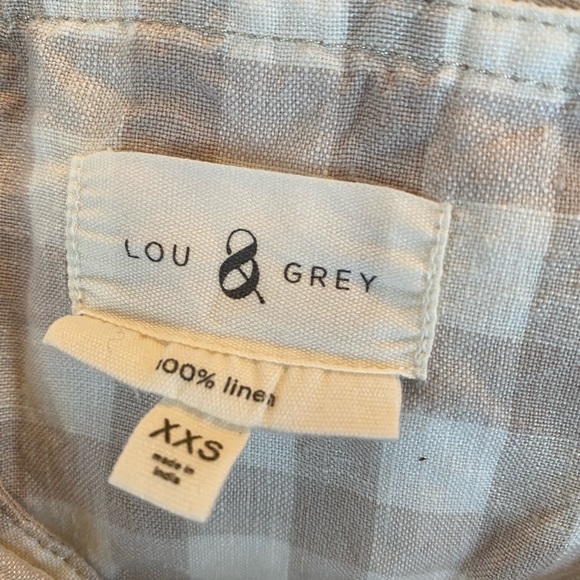 LOU & GREY
100% linen
XXS
made in
India